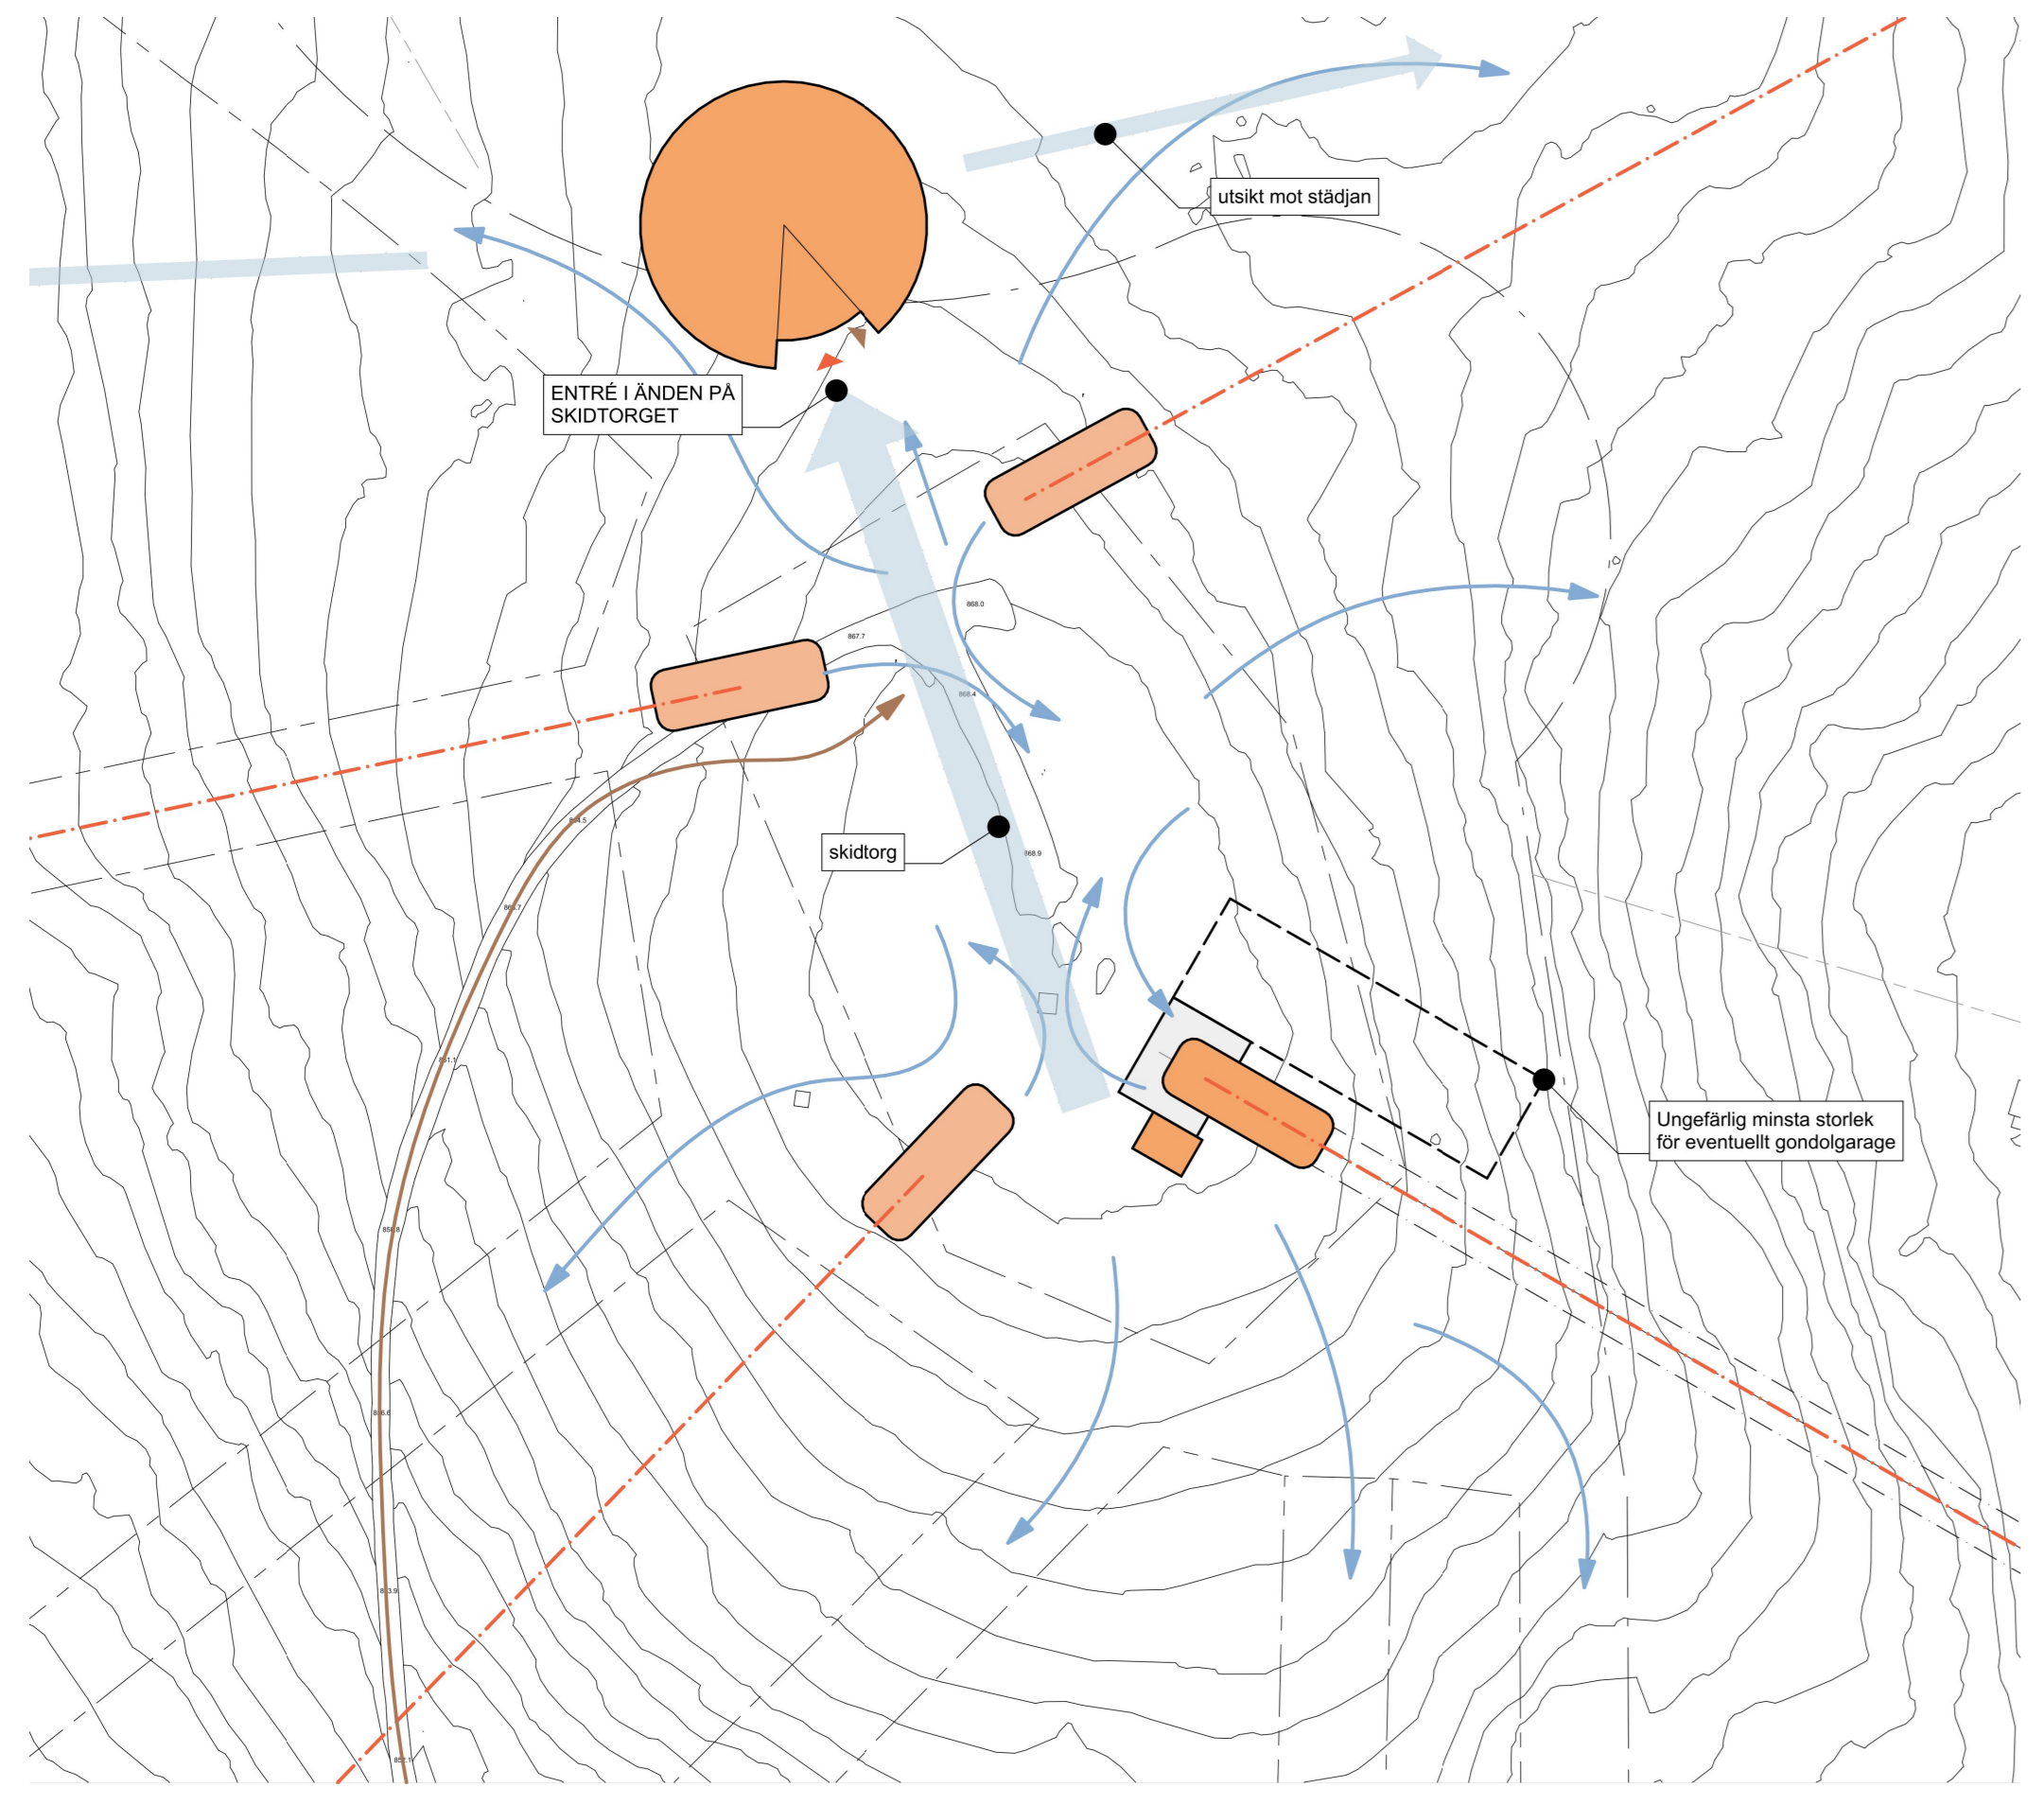 utsikt mot städjan
ENTRÉ I ÄNDEN PÅ
SKIDTORGET
868.0
867.7
868.4
skidtorg
868.9
Ungefärlig minsta storlek
för eventuellt gondolgarage